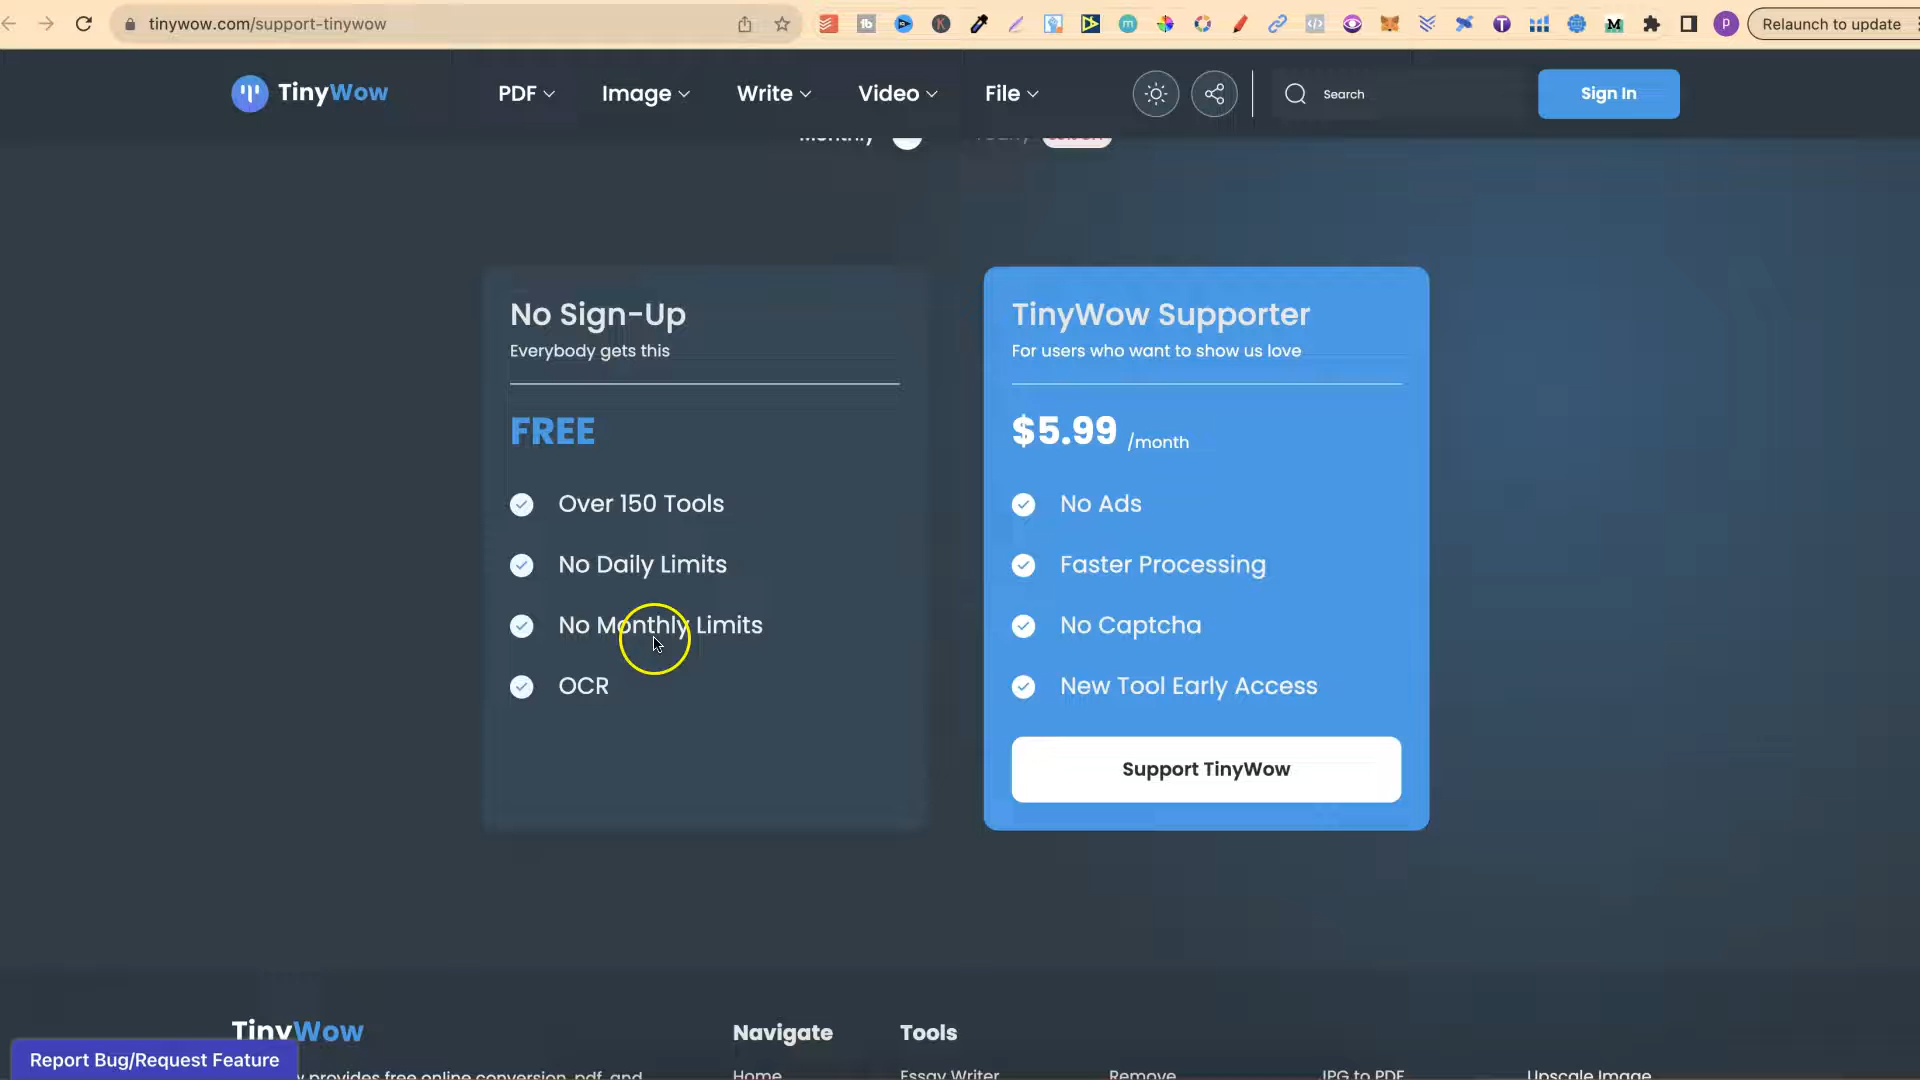 tinywow.com/support-tinywow
Relaunch to update
TinyWow
PDF
Image
Write
Video
File
Search
Sign In
Monthly
No Sign-Up
Everybody gets this
FREE
Over 150 Tools
No Daily Limits
No Monthly Limits
OCR
TinyWow Supporter
For users who want to show us love
$5.99 /month
No Ads
Faster Processing
No Captcha
New Tool Early Access
Support TinyWow
TinyWow
Navigate
Tools
Report Bug/Request Feature
provides free online conversion, pdf, and
Home
Essay Writer
Remove
JPG to PDF
Upscale Image